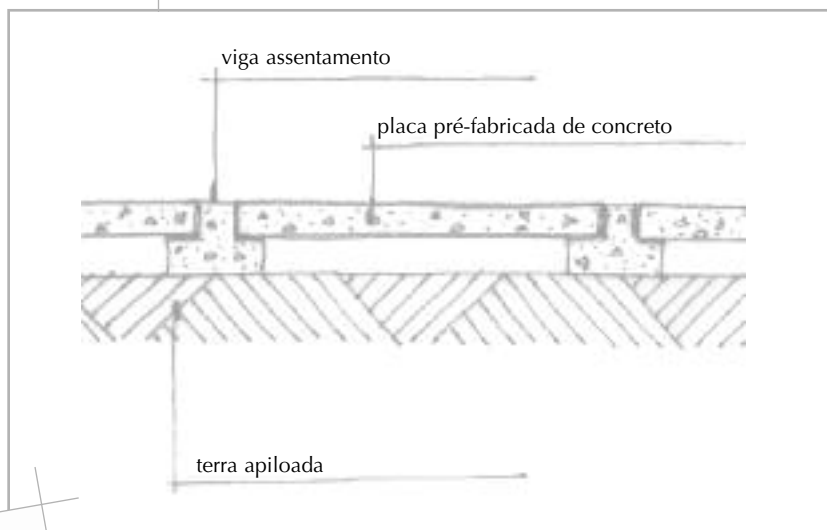 viga assentamento
placa pré-fabricada de concreto
terra apiloada